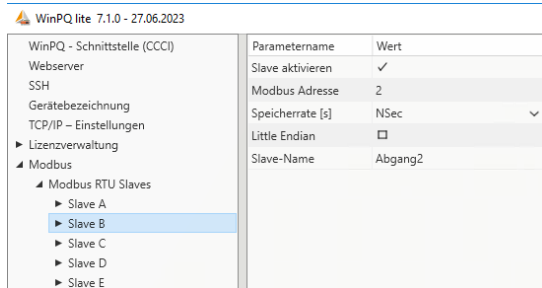 WinPQ lite 7.1.0 - 27.06.2023
WinPQ - Schnittstelle (CCCI)
Webserver
SSH
Gerätebezeichnung
TCP/IP – Einstellungen
Lizenzverwaltung
Modbus
Modbus RTU Slaves
Slave A
Slave B
Slave C
Slave D
Slave E
Parametername Wert
Slave aktivieren ✓
Modbus Adresse 2
Speicherrate [s] NSec
Little Endian
Slave-Name Abgang2